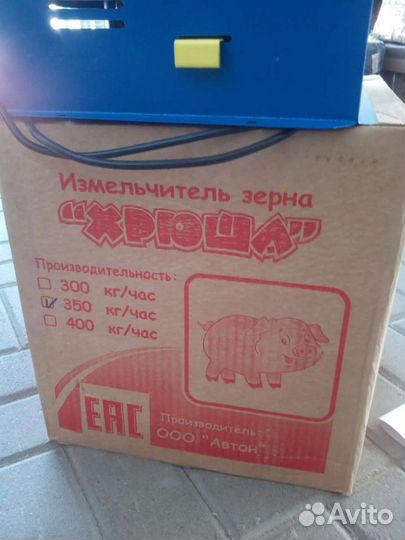 Измельчитель зерна
"ХРЮША"
Производительность:
300 кг/час
350 кг/час
400 кг/час
EAC
Производитель:
ООО "Автон"
Avito